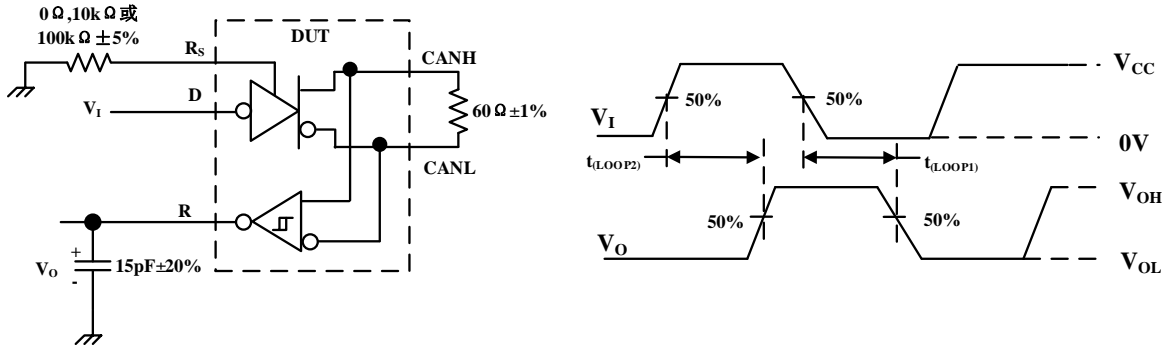 0Ω,10kΩ或
100kΩ±5%
DUT
RS
CANH
D
VI
60Ω±1%
CANL
R
+
VO
15pF±20%
-
VCC
50%
50%
VI
0V
t(LOOP2)
t(LOOP1)
VOH
50%
50%
VO
VOL